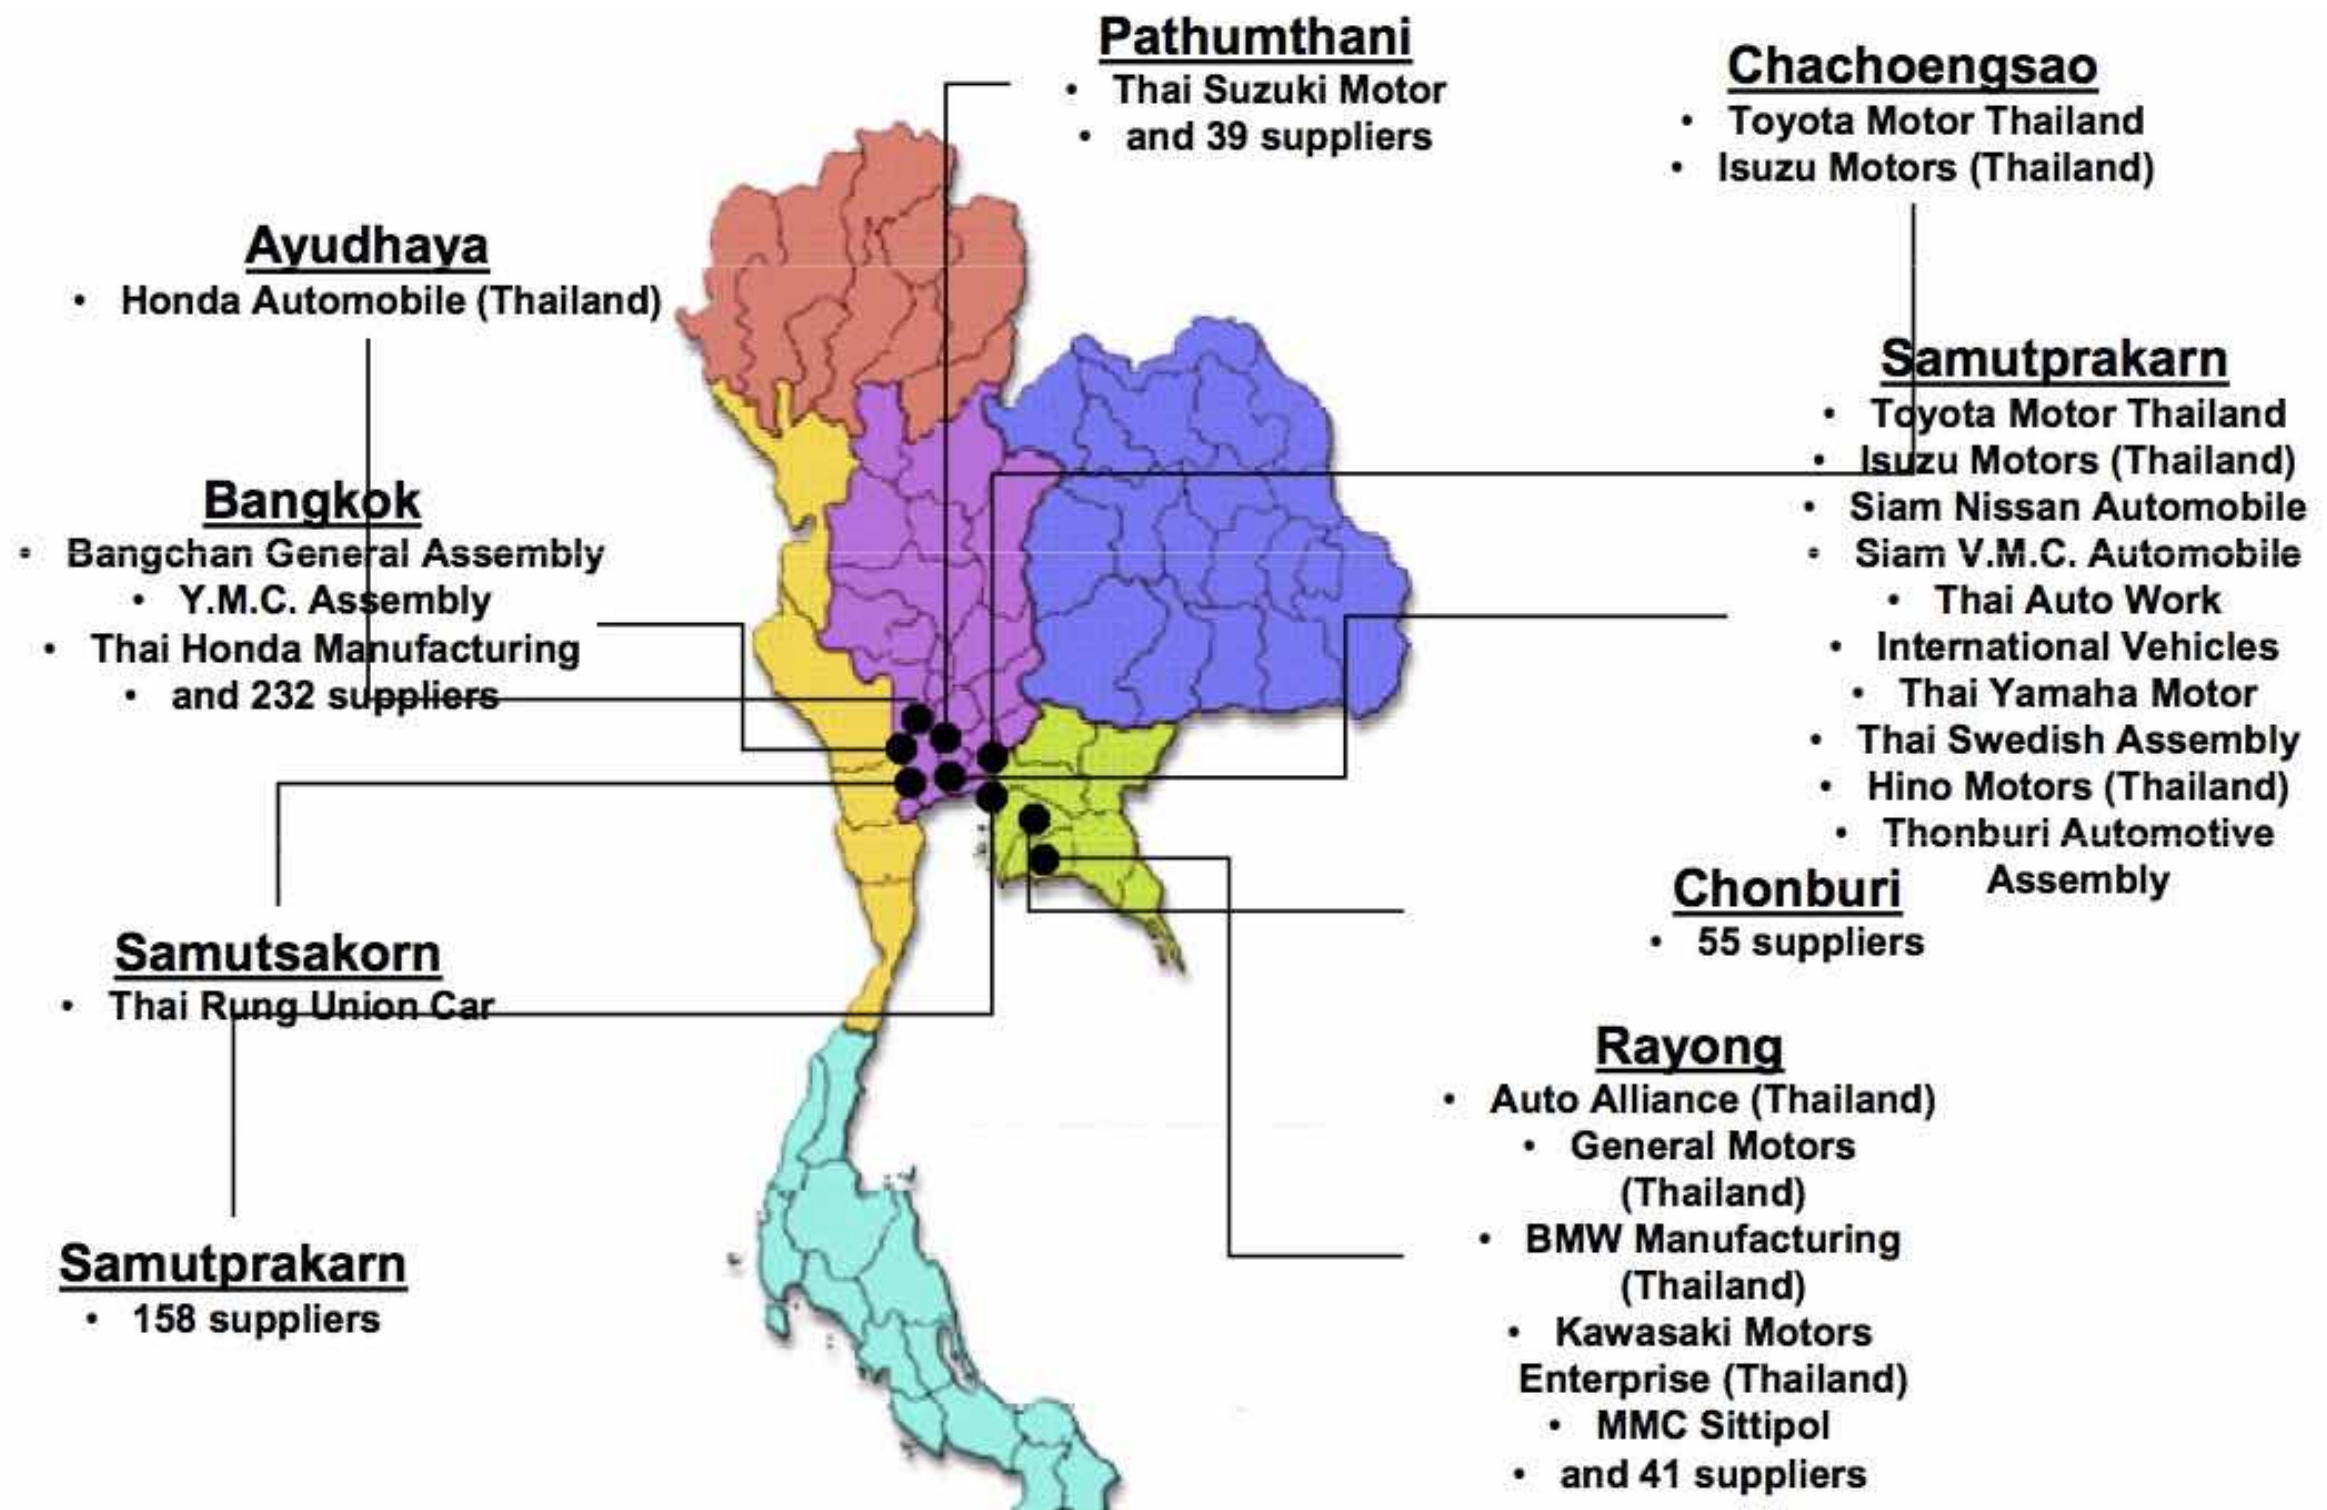 Pathumthani
• Thai Suzuki Motor
• and 39 suppliers
Chachoengsao
• Toyota Motor Thailand
• Isuzu Motors (Thailand)
Ayudhaya
• Honda Automobile (Thailand)
Samutprakarn
• Toyota Motor Thailand
• Isuzu Motors (Thailand)
• Siam Nissan Automobile
• Siam V.M.C. Automobile
• Thai Auto Work
• International Vehicles
• Thai Yamaha Motor
• Thai Swedish Assembly
• Hino Motors (Thailand)
• Thonburi Automotive
Assembly
Bangkok
• Bangchan General Assembly
• Y.M.C. Assembly
• Thai Honda Manufacturing
• and 232 suppliers
Chonburi
• 55 suppliers
Samutsakorn
• Thai Rung Union Car
Rayong
• Auto Alliance (Thailand)
• General Motors
(Thailand)
• BMW Manufacturing
(Thailand)
• Kawasaki Motors
Enterprise (Thailand)
• MMC Sittipol
• and 41 suppliers
Samutprakarn
• 158 suppliers